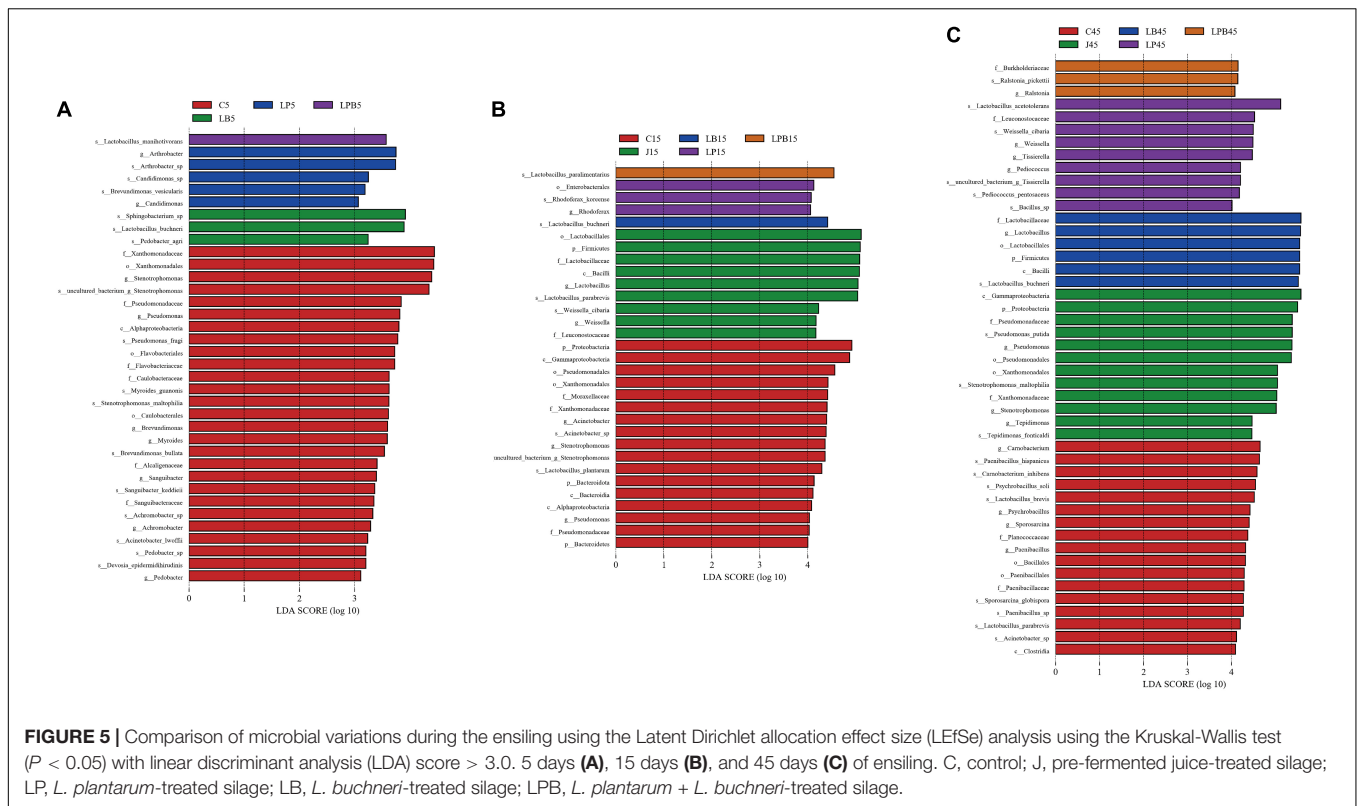 A
C5 LP5 LPB5
LB5
s__Lactobacillus_manihotivorans
g__Arthrobacter
s__Arthrobacter_sp
s__Candidimonas_sp
s__Brevundimonas_vesicularis
g__Candidimonas
s__Sphingobacterium_sp
s__Lactobacillus_buchneri
s__Pedobacter_agri
f__Xanthomonadaceae
o__Xanthomonadales
g__Stenotrophomonas
s__uncultured_bacterium_g_Stenotrophomonas
f__Pseudomonadaceae
g__Pseudomonas
c__Alphaproteobacteria
s__Pseudomonas_fragi
o__Flavobacteriales
f__Flavobacteriaceae
f__Caulobacteraceae
s__Myroides_gnanonis
s__Stenotrophomonas_maltophilia
o__Caulobacterales
g__Brevundimonas
g__Myroides
s__Brevundimonas_bullata
f__Alcaligenaceae
g__Sanguibacter
s__Sanguibacter_keddieii
f__Sanguibacteraceae
s__Achromobacter_sp
g__Achromobacter
s__Acinetobacter_lwoffii
s__Pedobacter_sp
s__Devosia_epidermidihirudinis
g__Pedobacter
0 1 2 3
LDA SCORE (log 10)
B
C15 LB15 LPB15
J15 LP15
s__Lactobacillus_paralimentarius
o__Enterobacterales
s__Rhodoferax_koreense
g__Rhodoferax
s__Lactobacillus_buchneri
o__Lactobacillales
p__Firmicutes
f__Lactobacillaceae
c__Bacilli
g__Lactobacillus
s__Lactobacillus_parabrevis
s__Weissella_cibaria
g__Weissella
f__Leuconostocaceae
p__Proteobacteria
c__Gammaproteobacteria
o__Pseudomonadales
o__Xanthomonadales
f__Moraxellaceae
f__Xanthomonadaceae
g__Acinetobacter
s__Acinetobacter_sp
g__Stenotrophomonas
uncultured_bacterium_g_Stenotrophomonas
s__Lactobacillus_plantarum
p__Bacteroidota
c__Bacteroidia
c__Alphaproteobacteria
g__Pseudomonas
f__Pseudomonadaceae
p__Bacteroidetes
0 1 2 3 4
LDA SCORE (log 10)
C
C45 LB45 LPB45
J45 LP45
f__Burkholderiaceae
s__Ralstonia_pickettii
g__Ralstonia
s__Lactobacillus_acetotolerans
f__Leuconostocaceae
s__Weissella_cibaria
g__Weissella
g__Tissierella
g__Pediococcus
s__uncultured_bacterium_g_Tissierella
s__Pediococcus_pentosaceus
s__Bacillus_sp
f__Lactobacillaceae
g__Lactobacillus
o__Lactobacillales
p__Firmicutes
c__Bacilli
s__Lactobacillus_buchneri
c__Gammaproteobacteria
p__Proteobacteria
f__Pseudomonadaceae
s__Pseudomonas_putida
g__Pseudomonas
o__Pseudomonadales
o__Xanthomonadales
s__Stenotrophomonas_maltophilia
f__Xanthomonadaceae
g__Stenotrophomonas
g__Tepidimonas
s__Tepidimonas_fonticaldi
g__Carnobacterium
s__Paenibacillus_hispanicus
s__Carnobacterium_inhibens
s__Psychrobacillus_soli
s__Lactobacillus_brevis
g__Psychrobacillus
g__Sporosarcina
f__Planococcaceae
g__Paenibacillus
o__Bacillales
o__Paenibacillales
f__Paenibacillaceae
s__Sporosarcina_globispora
s__Paenibacillus_sp
s__Lactobacillus_parabrevis
s__Acinetobacter_sp
c__Clostridia
0 1 2 3 4
LDA SCORE (log 10)
FIGURE 5 | Comparison of microbial variations during the ensiling using the Latent Dirichlet allocation effect size (LEfSe) analysis using the Kruskal-Wallis test
(P < 0.05) with linear discriminant analysis (LDA) score > 3.0. 5 days (A), 15 days (B), and 45 days (C) of ensiling. C, control; J, pre-fermented juice-treated silage;
LP, L. plantarum-treated silage; LB, L. buchneri-treated silage; LPB, L. plantarum + L. buchneri-treated silage.